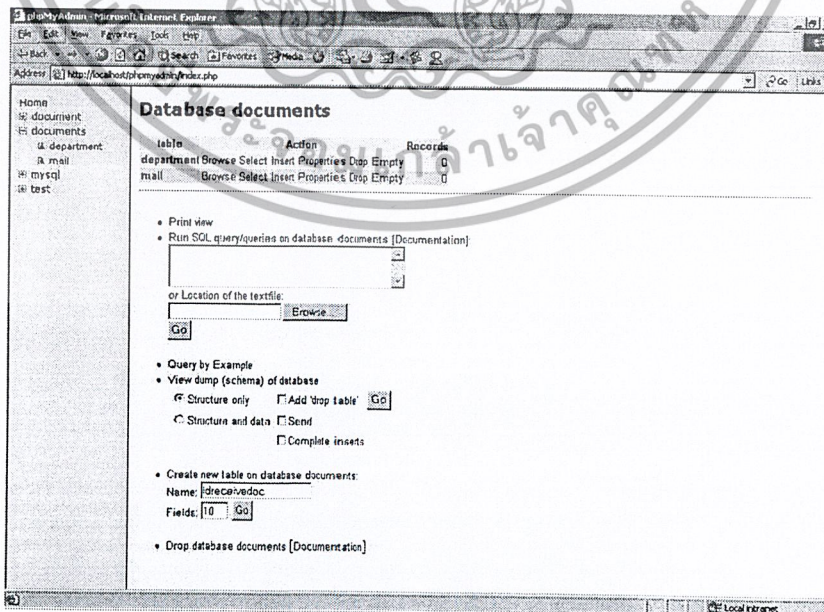 phpMyAdmin - Microsoft Internet Explorer
File Edit View Favorites Tools Help
Back Search Favorites Media
Address http://localhost/phpmyadmin/index.php Go Links
Home
document
documents
department
mail
mysql
test
Database documents
table Action Records
department Browse Select Insert Properties Drop Empty 0
mail Browse Select Insert Properties Drop Empty 0
Print view
Run SQL query/queries on database documents [Documentation]:
or Location of the textfile:
Browse...
Go
Query by Example
View dump (schema) of database
Structure only Add 'drop table' Go
Structure and data Send
Complete inserts
Create new table on database documents:
Name: idreceivedoc
Fields: 10 Go
Drop database documents [Documentation]
Local intranet